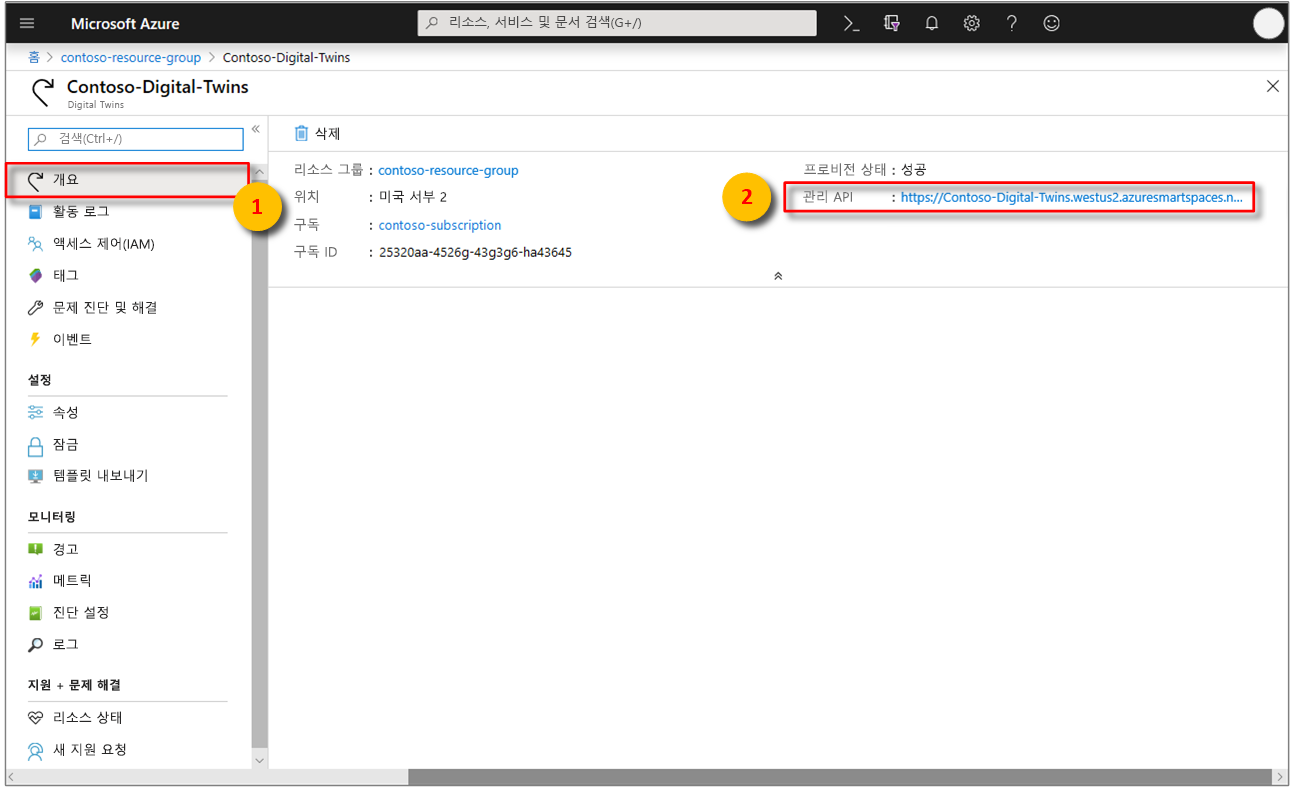 Microsoft Azure
리소스, 서비스 및 문서 검색(G+/)
홈 > contoso-resource-group > Contoso-Digital-Twins
Contoso-Digital-Twins
Digital Twins
검색(Ctrl+/)
개요
활동 로그
액세스 제어(IAM)
태그
문제 진단 및 해결
이벤트
설정
속성
잠금
템플릿 내보내기
모니터링
경고
메트릭
진단 설정
로그
지원 + 문제 해결
리소스 상태
새 지원 요청
1
삭제
리소스 그룹 : contoso-resource-group
위치 : 미국 서부 2
구독 : contoso-subscription
구독 ID : 25320aa-4526g-43g3g6-ha43645
프로비전 상태 : 성공
2
관리 API : https://Contoso-Digital-Twins.westus2.azuresmartspaces.n...